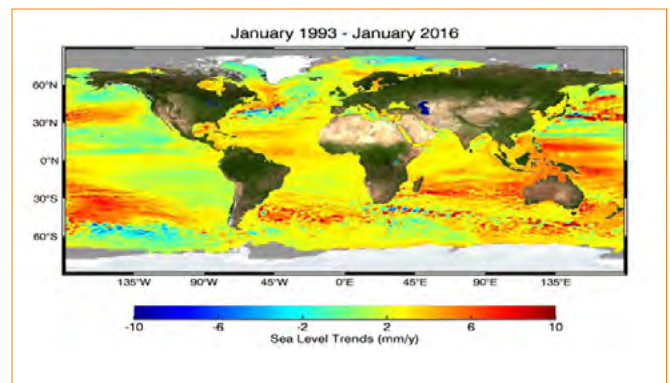 January 1993 - January 2016
60°N
30°N
0°N
30°S
60°S
135°W 90°W 45°W 0°E 45°E 90°E 135°E
-10 -6 -2 2 6 10
Sea Level Trends (mm/y)